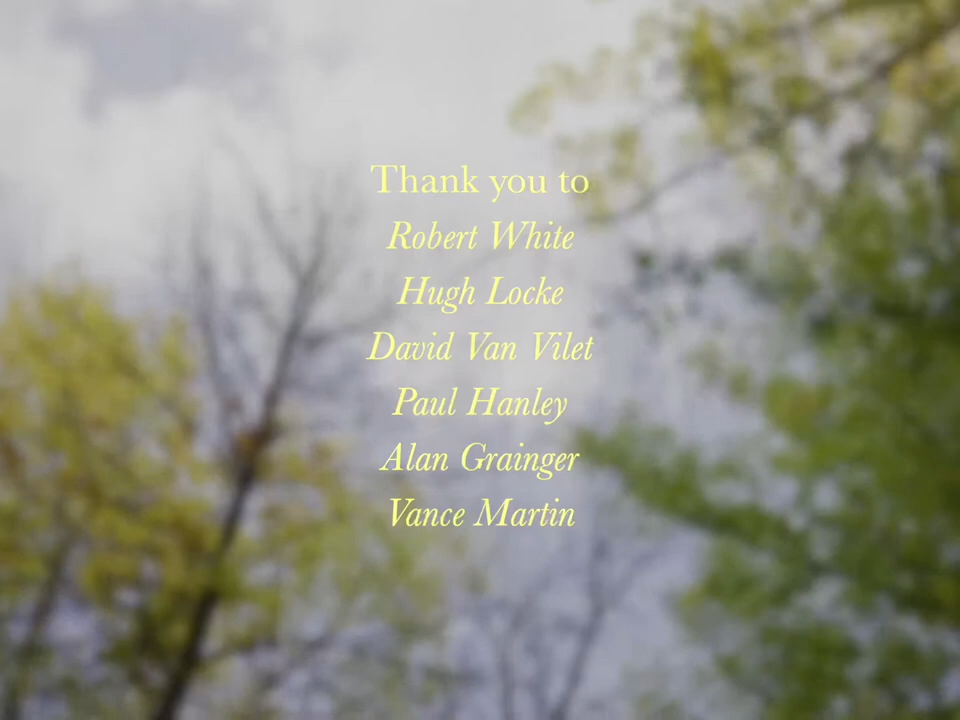 Thank you to
Robert White
Hugh Locke
David Van Vilet
Paul Hanley
Alan Grainger
Vance Martin